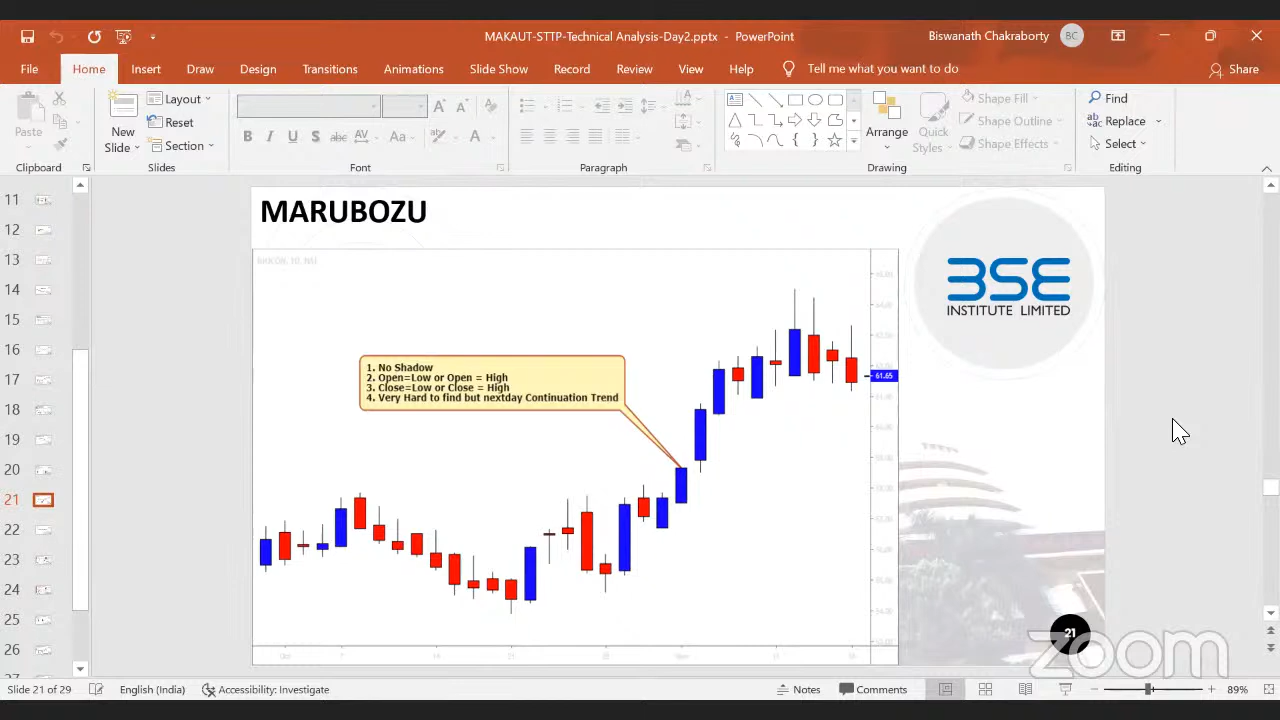 MAKAUT-STTP-Technical Analysis-Day2.pptx - PowerPoint
Biswanath Chakraborty
BC
File Home Insert Draw Design Transitions Animations Slide Show Record Review View Help Tell me what you want to do Share
Paste
Clipboard
New Slide
Layout
Reset
Section
Slides
B I U S abc AV Aa A
Font
Paragraph
Arrange
Quick Styles
Shape Fill
Shape Outline
Shape Effects
Drawing
Find
Replace
Select
Editing
11
12
13
14
15
16
17
18
19
20
21
22
23
24
25
26
MARUBOZU
1. No Shadow
2. Open=Low or Open = High
3. Close=Low or Close = High
4. Very Hard to find but nextday Continuation Trend
61.65
BSE
INSTITUTE LIMITED
21
zoom
Slide 21 of 29 English (India) Accessibility: Investigate Notes Comments 89%